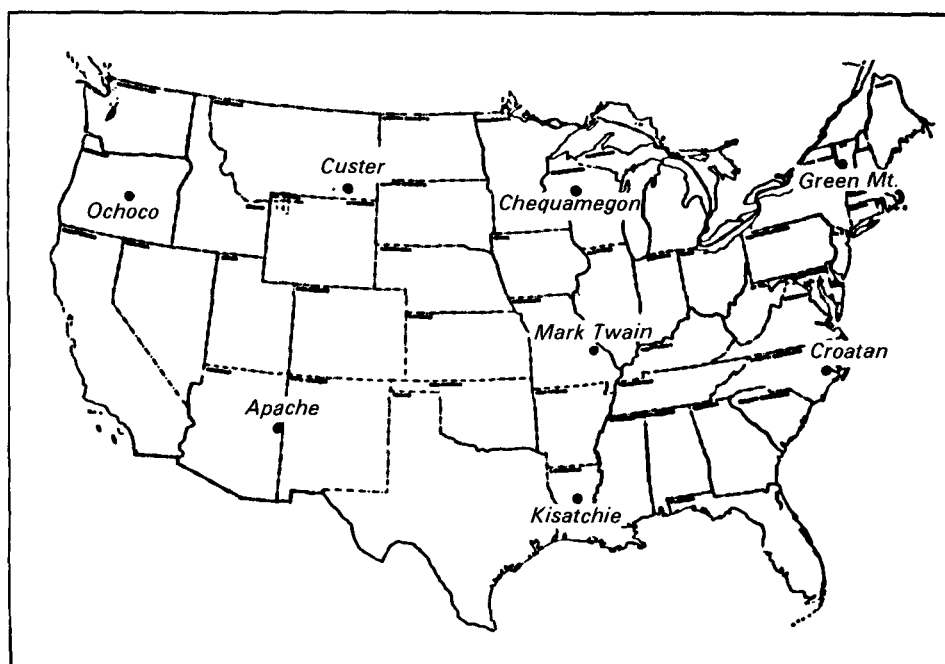 Custer
Ochoco
Chequamegon
Green Mt.
Mark Twain
Croatan
Apache
Kisatchie